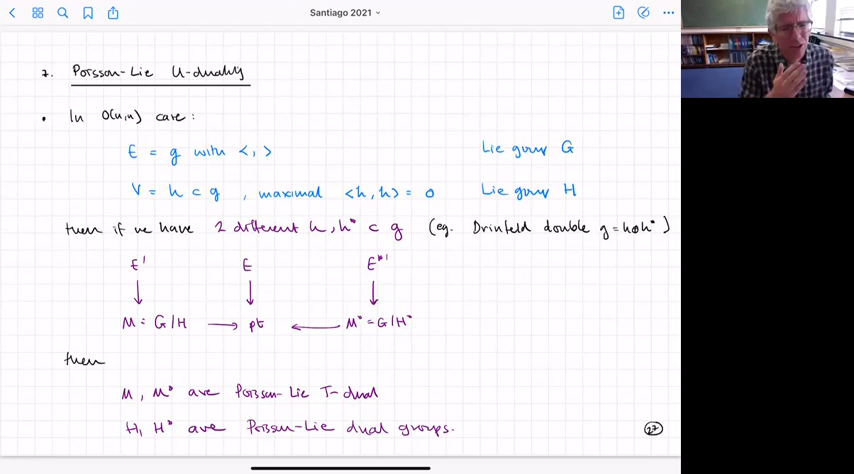 Santiago 2021
7. Poisson-Lie U-duality
• In O(n,n) case:
E = g with <,> Lie group G
V = h ⊂ g, maximal <h, h> = 0 Lie group H
then if we have 2 different h, h* ⊂ g (eg. Drinfeld double g = h⊕h*)
E' E E*'
M = G/H → pt ← M* = G/H*
then
M, M* are Poisson-Lie T-dual
H, H* are Poisson-Lie dual groups.
27